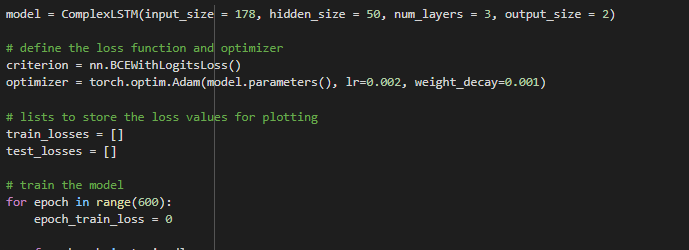 model = ComplexLSTM(input_size = 178, hidden_size = 50, num_layers = 3, output_size = 2)
# define the loss function and optimizer
criterion = nn.BCEWithLogitsLoss()
optimizer = torch.optim.Adam(model.parameters(), lr=0.002, weight_decay=0.001)
# lists to store the loss values for plotting
train_losses = []
test_losses = []
# train the model
for epoch in range(600):
    epoch_train_loss = 0